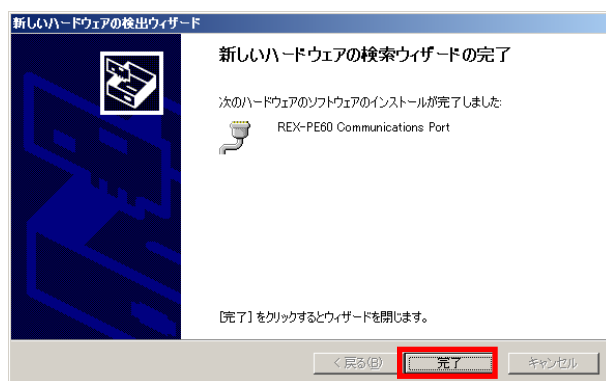 新しいハードウェアの検出ウィザード
新しいハードウェアの検索ウィザードの完了
次のハードウェアのソフトウェアのインストールが完了しました:
REX-PE60 Communications Port
[完了] をクリックするとウィザードを閉じます。
< 戻る(B)
完了
キャンセル